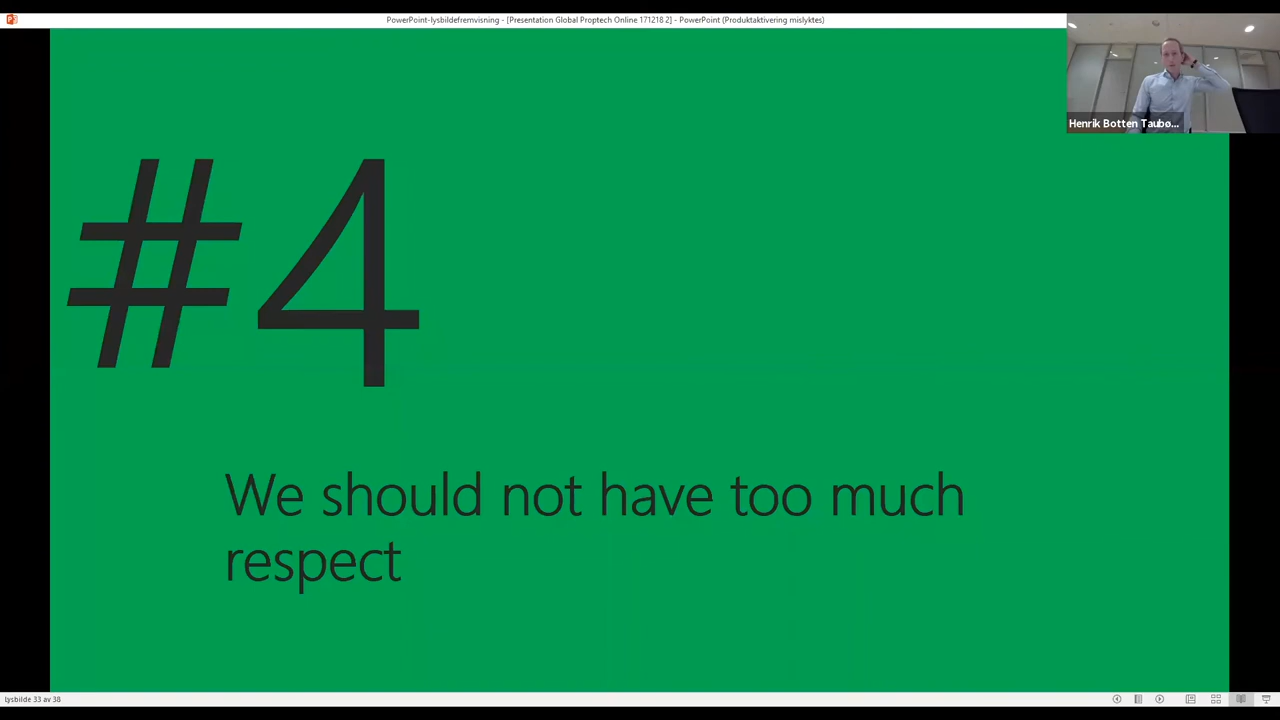 PowerPoint-lysbildefremvisning - [Presentation Global Proptech Online 171218 2] - PowerPoint (Produktaktivering mislyktes)
Henrik Botten Taubø...
#4
We should not have too much
respect
Lysbilde 33 av 38